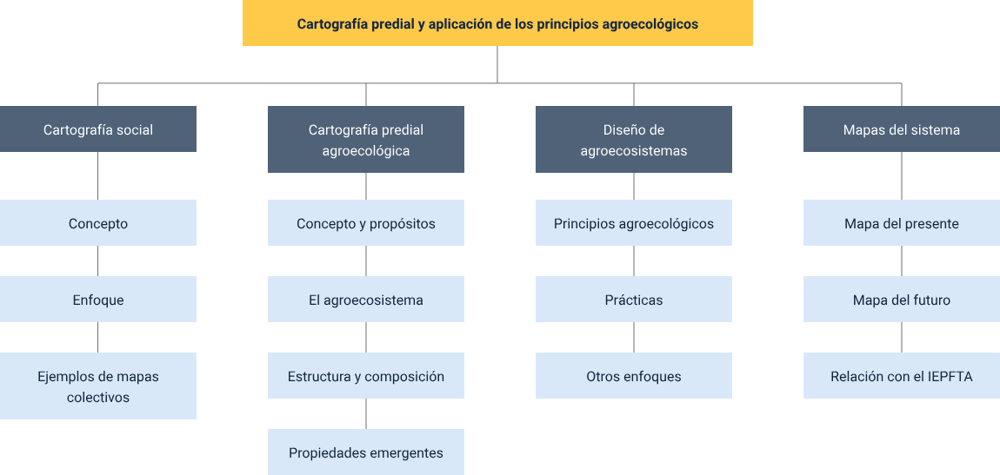 Cartografía predial y aplicación de los principios agroecológicos
Cartografía social
Concepto
Enfoque
Ejemplos de mapas
colectivos
Cartografía predial
agroecológica
Concepto y propósitos
El agroecosistema
Estructura y composición
Propiedades emergentes
Diseño de
agroecosistemas
Principios agroecológicos
Prácticas
Otros enfoques
Mapas del sistema
Mapa del presente
Mapa del futuro
Relación con el IEPFTA